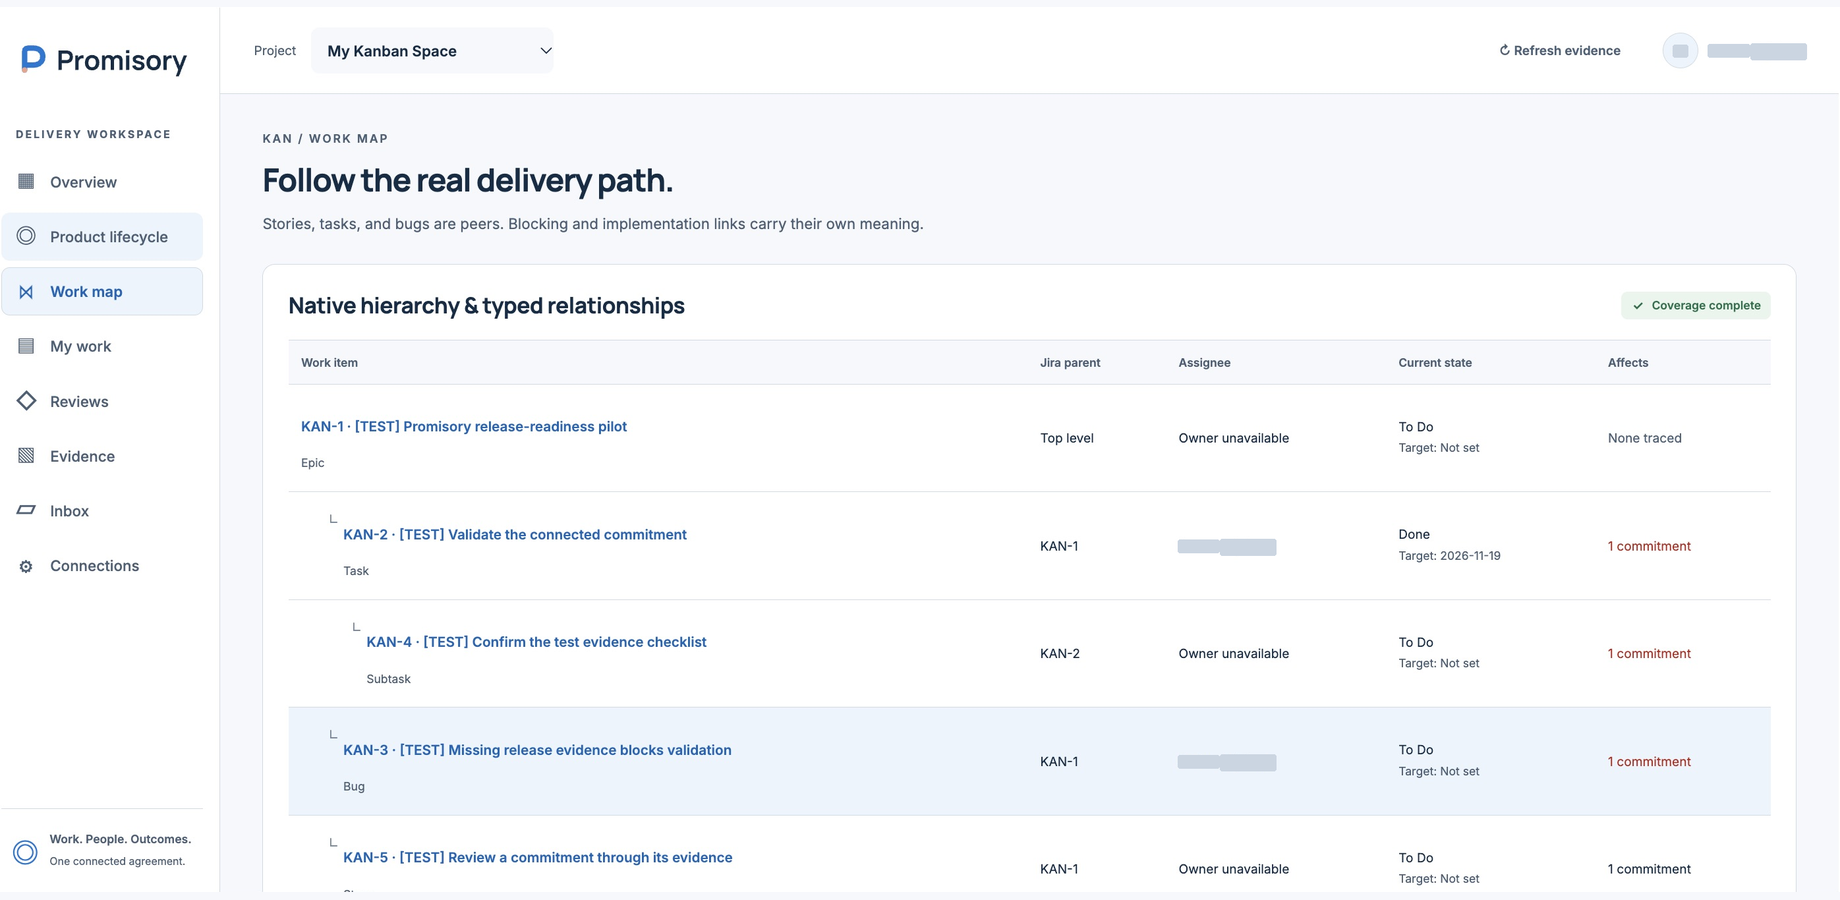 Promisory
DELIVERY WORKSPACE
Overview
Product lifecycle
Work map
My work
Reviews
Evidence
Inbox
Connections
Work. People. Outcomes.
One connected agreement.
Project
My Kanban Space
Refresh evidence
KAN / WORK MAP
Follow the real delivery path.
Stories, tasks, and bugs are peers. Blocking and implementation links carry their own meaning.
Native hierarchy & typed relationships
Coverage complete
Work item Jira parent Assignee Current state Affects
KAN-1 · [TEST] Promisory release-readiness pilot
Epic
Top level
Owner unavailable
To Do
Target: Not set
None traced
KAN-2 · [TEST] Validate the connected commitment
Task
KAN-1
Done
Target: 2026-11-19
1 commitment
KAN-4 · [TEST] Confirm the test evidence checklist
Subtask
KAN-2
Owner unavailable
To Do
Target: Not set
1 commitment
KAN-3 · [TEST] Missing release evidence blocks validation
Bug
KAN-1
To Do
Target: Not set
1 commitment
KAN-5 · [TEST] Review a commitment through its evidence
KAN-1
Owner unavailable
To Do
Target: Not set
1 commitment